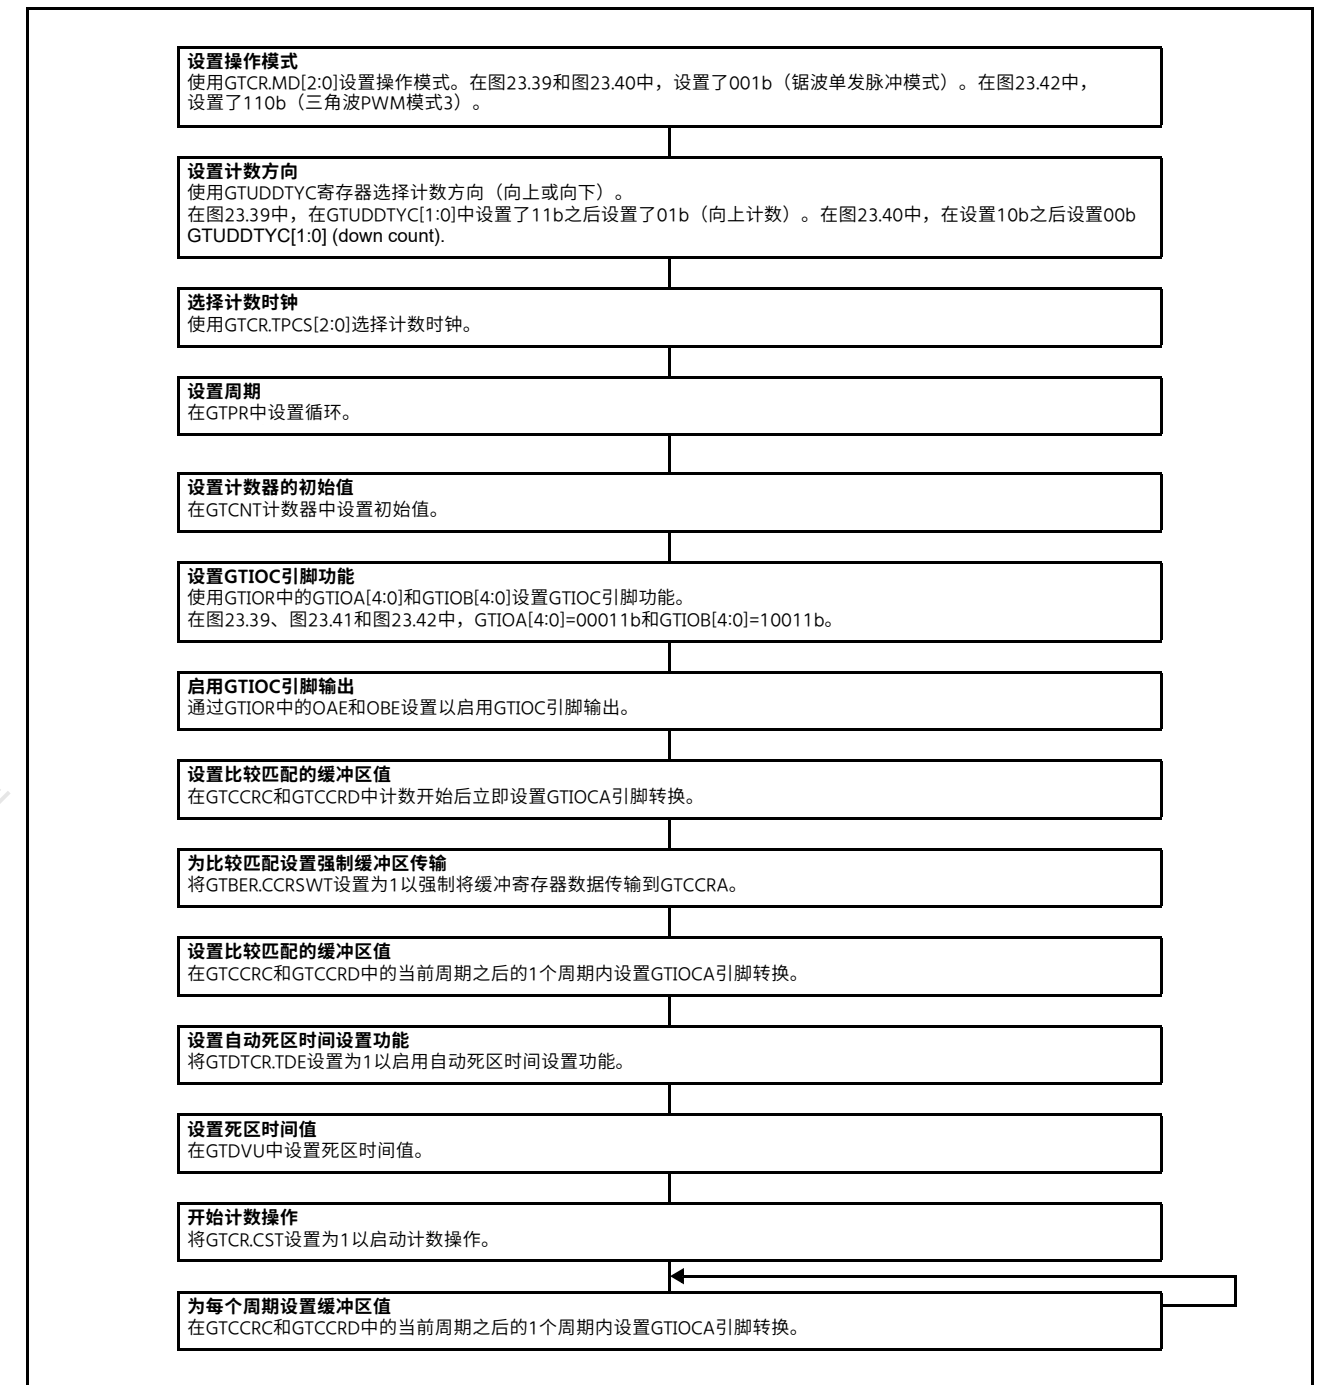 设置操作模式
使用GTCR.MD[2:0]设置操作模式。在图23.39和图23.40中，设置了001b（锯波单发脉冲模式）。在图23.42中，
设置了110b（三角波PWM模式3）。
设置计数方向
使用GTUDDTYC寄存器选择计数方向（向上或向下）。
在图23.39中，在GTUDDTYC[1:0]中设置了11b之后设置了01b（向上计数）。在图23.40中，在设置10b之后设置00b
GTUDDTYC[1:0] (down count).
选择计数时钟
使用GTCR.TPCS[2:0]选择计数时钟。
设置周期
在GTPR中设置循环。
设置计数器的初始值
在GTCNT计数器中设置初始值。
设置GTIOC引脚功能
使用GTIOR中的GTIOA[4:0]和GTIOB[4:0]设置GTIOC引脚功能。
在图23.39、图23.41和图23.42中，GTIOA[4:0]=00011b和GTIOB[4:0]=10011b。
启用GTIOC引脚输出
通过GTIOR中的OAE和OBE设置以启用GTIOC引脚输出。
设置比较匹配的缓冲区值
在GTCCRC和GTCCRD中计数开始后立即设置GTIOCA引脚转换。
为比较匹配设置强制缓冲区传输
将GTBER.CCRSWT设置为1以强制将缓冲寄存器数据传输到GTCCRA。
设置比较匹配的缓冲区值
在GTCCRC和GTCCRD中的当前周期之后的1个周期内设置GTIOCA引脚转换。
设置自动死区时间设置功能
将GTDTCR.TDE设置为1以启用自动死区时间设置功能。
设置死区时间值
在GTDVU中设置死区时间值。
开始计数操作
将GTCR.CST设置为1以启动计数操作。
为每个周期设置缓冲区值
在GTCCRC和GTCCRD中的当前周期之后的1个周期内设置GTIOCA引脚转换。